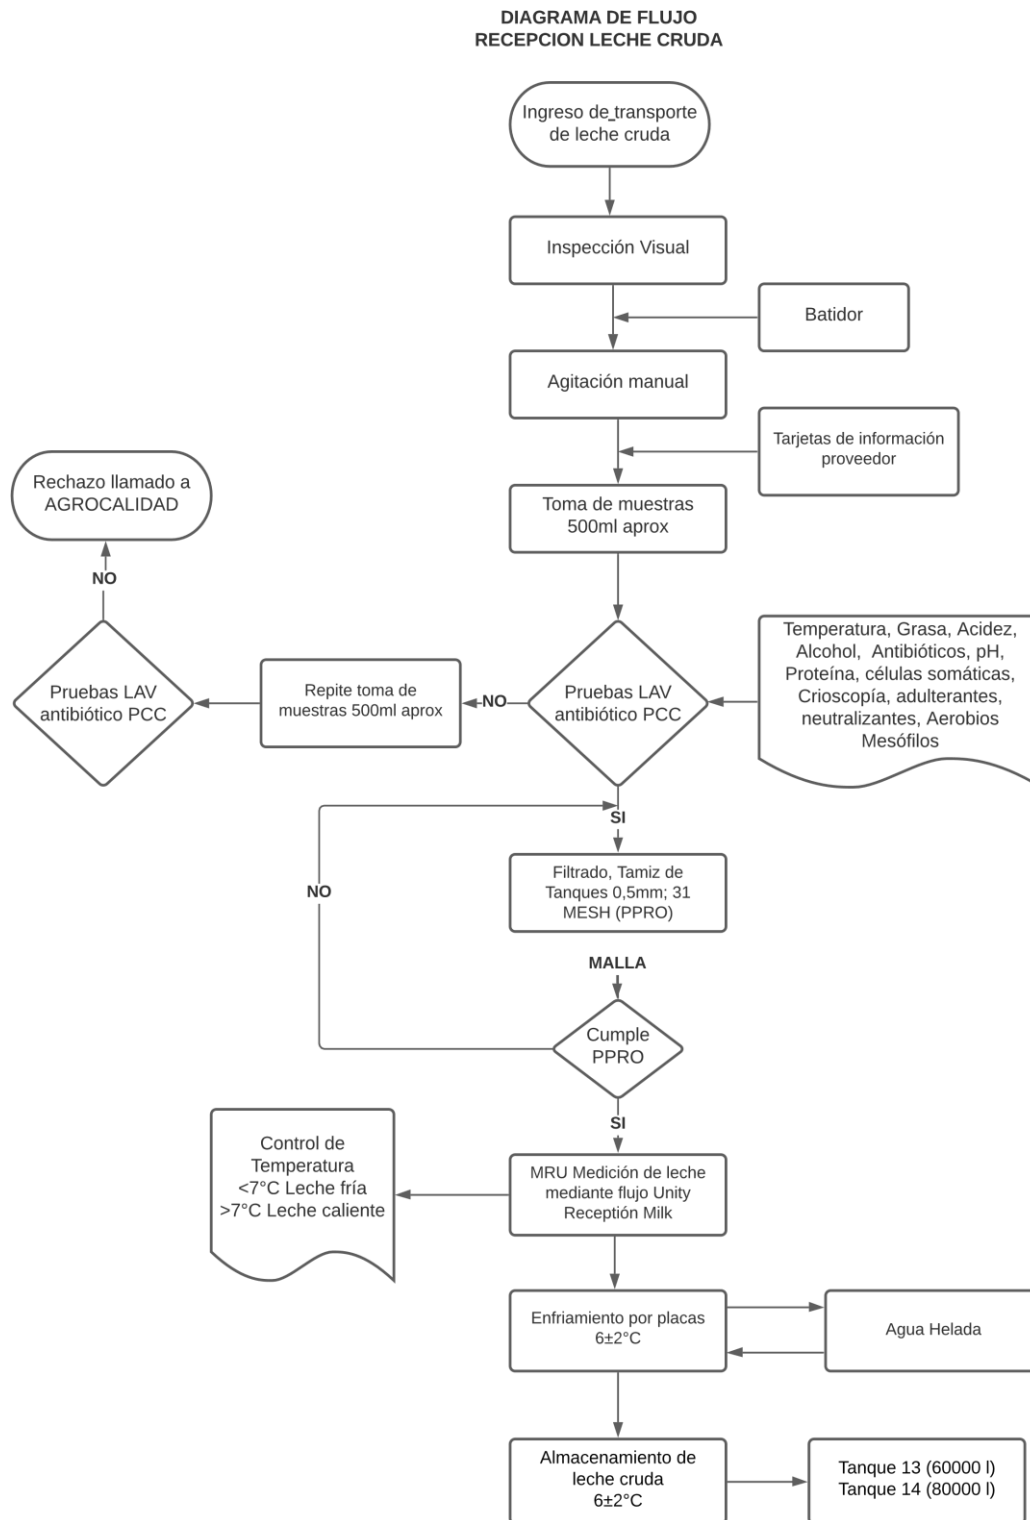 DIAGRAMA DE FLUJO
RECEPCION LECHE CRUDA
Ingreso de transporte
de leche cruda
Inspección Visual
Batidor
Agitación manual
Tarjetas de información
proveedor
Rechazo llamado a
AGROCALIDAD
Toma de muestras
500ml aprox
NO
Temperatura, Grasa, Acidez,
Alcohol, Antibióticos, pH,
Proteína, células somáticas,
Crioscopía, adulterantes,
neutralizantes, Aerobios
Mesófilos
Pruebas LAV
antibiótico PCC
Repite toma de
muestras 500ml aprox
NO
Pruebas LAV
antibiótico PCC
SI
NO
Filtrado, Tamiz de
Tanques 0,5mm; 31
MESH (PPRO)
MALLA
Cumple
PPRO
SI
Control de
Temperatura
<7°C Leche fría
>7°C Leche caliente
MRU Medición de leche
mediante flujo Unity
Receptión Milk
Enfriamiento por placas
6±2°C
Agua Helada
Almacenamiento de
leche cruda
6±2°C
Tanque 13 (60000 l)
Tanque 14 (80000 l)